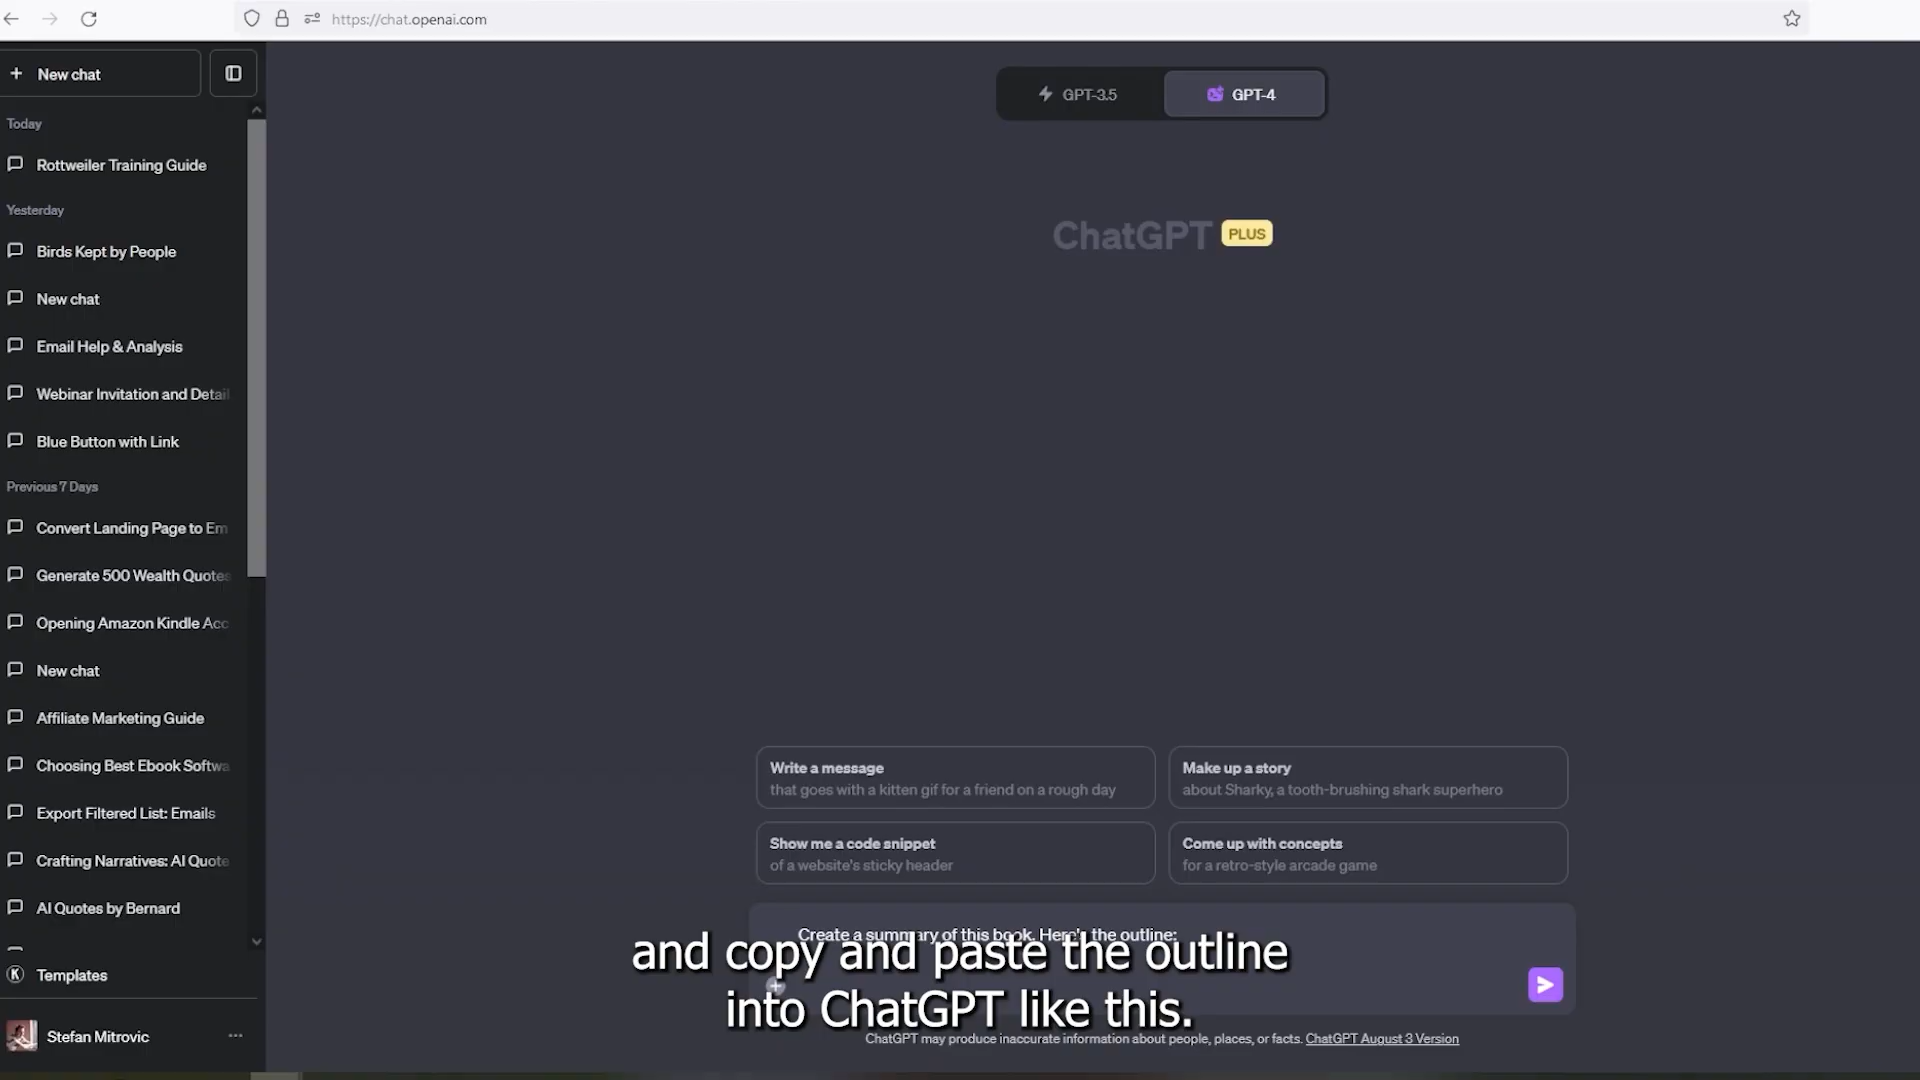 https://chat.openai.com
New chat
Today
Rottweiler Training Guide
Yesterday
Birds Kept by People
New chat
Email Help & Analysis
Webinar Invitation and Detail
Blue Button with Link
Previous 7 Days
Convert Landing Page to Em
Generate 500 Wealth Quotes
Opening Amazon Kindle Acc
New chat
Affiliate Marketing Guide
Choosing Best Ebook Softwa
Export Filtered List: Emails
Crafting Narratives: AI Quote
AI Quotes by Bernard
Templates
Stefan Mitrovic
GPT-3.5
GPT-4
ChatGPT PLUS
Write a message
that goes with a kitten gif for a friend on a rough day
Make up a story
about Sharky, a tooth-brushing shark superhero
Show me a code snippet
of a website's sticky header
Come up with concepts
for a retro-style arcade game
Create a summary of this book. Here's the outline:
and copy and paste the outline
into ChatGPT like this.
ChatGPT may produce inaccurate information about people, places, or facts. ChatGPT August 3 Version